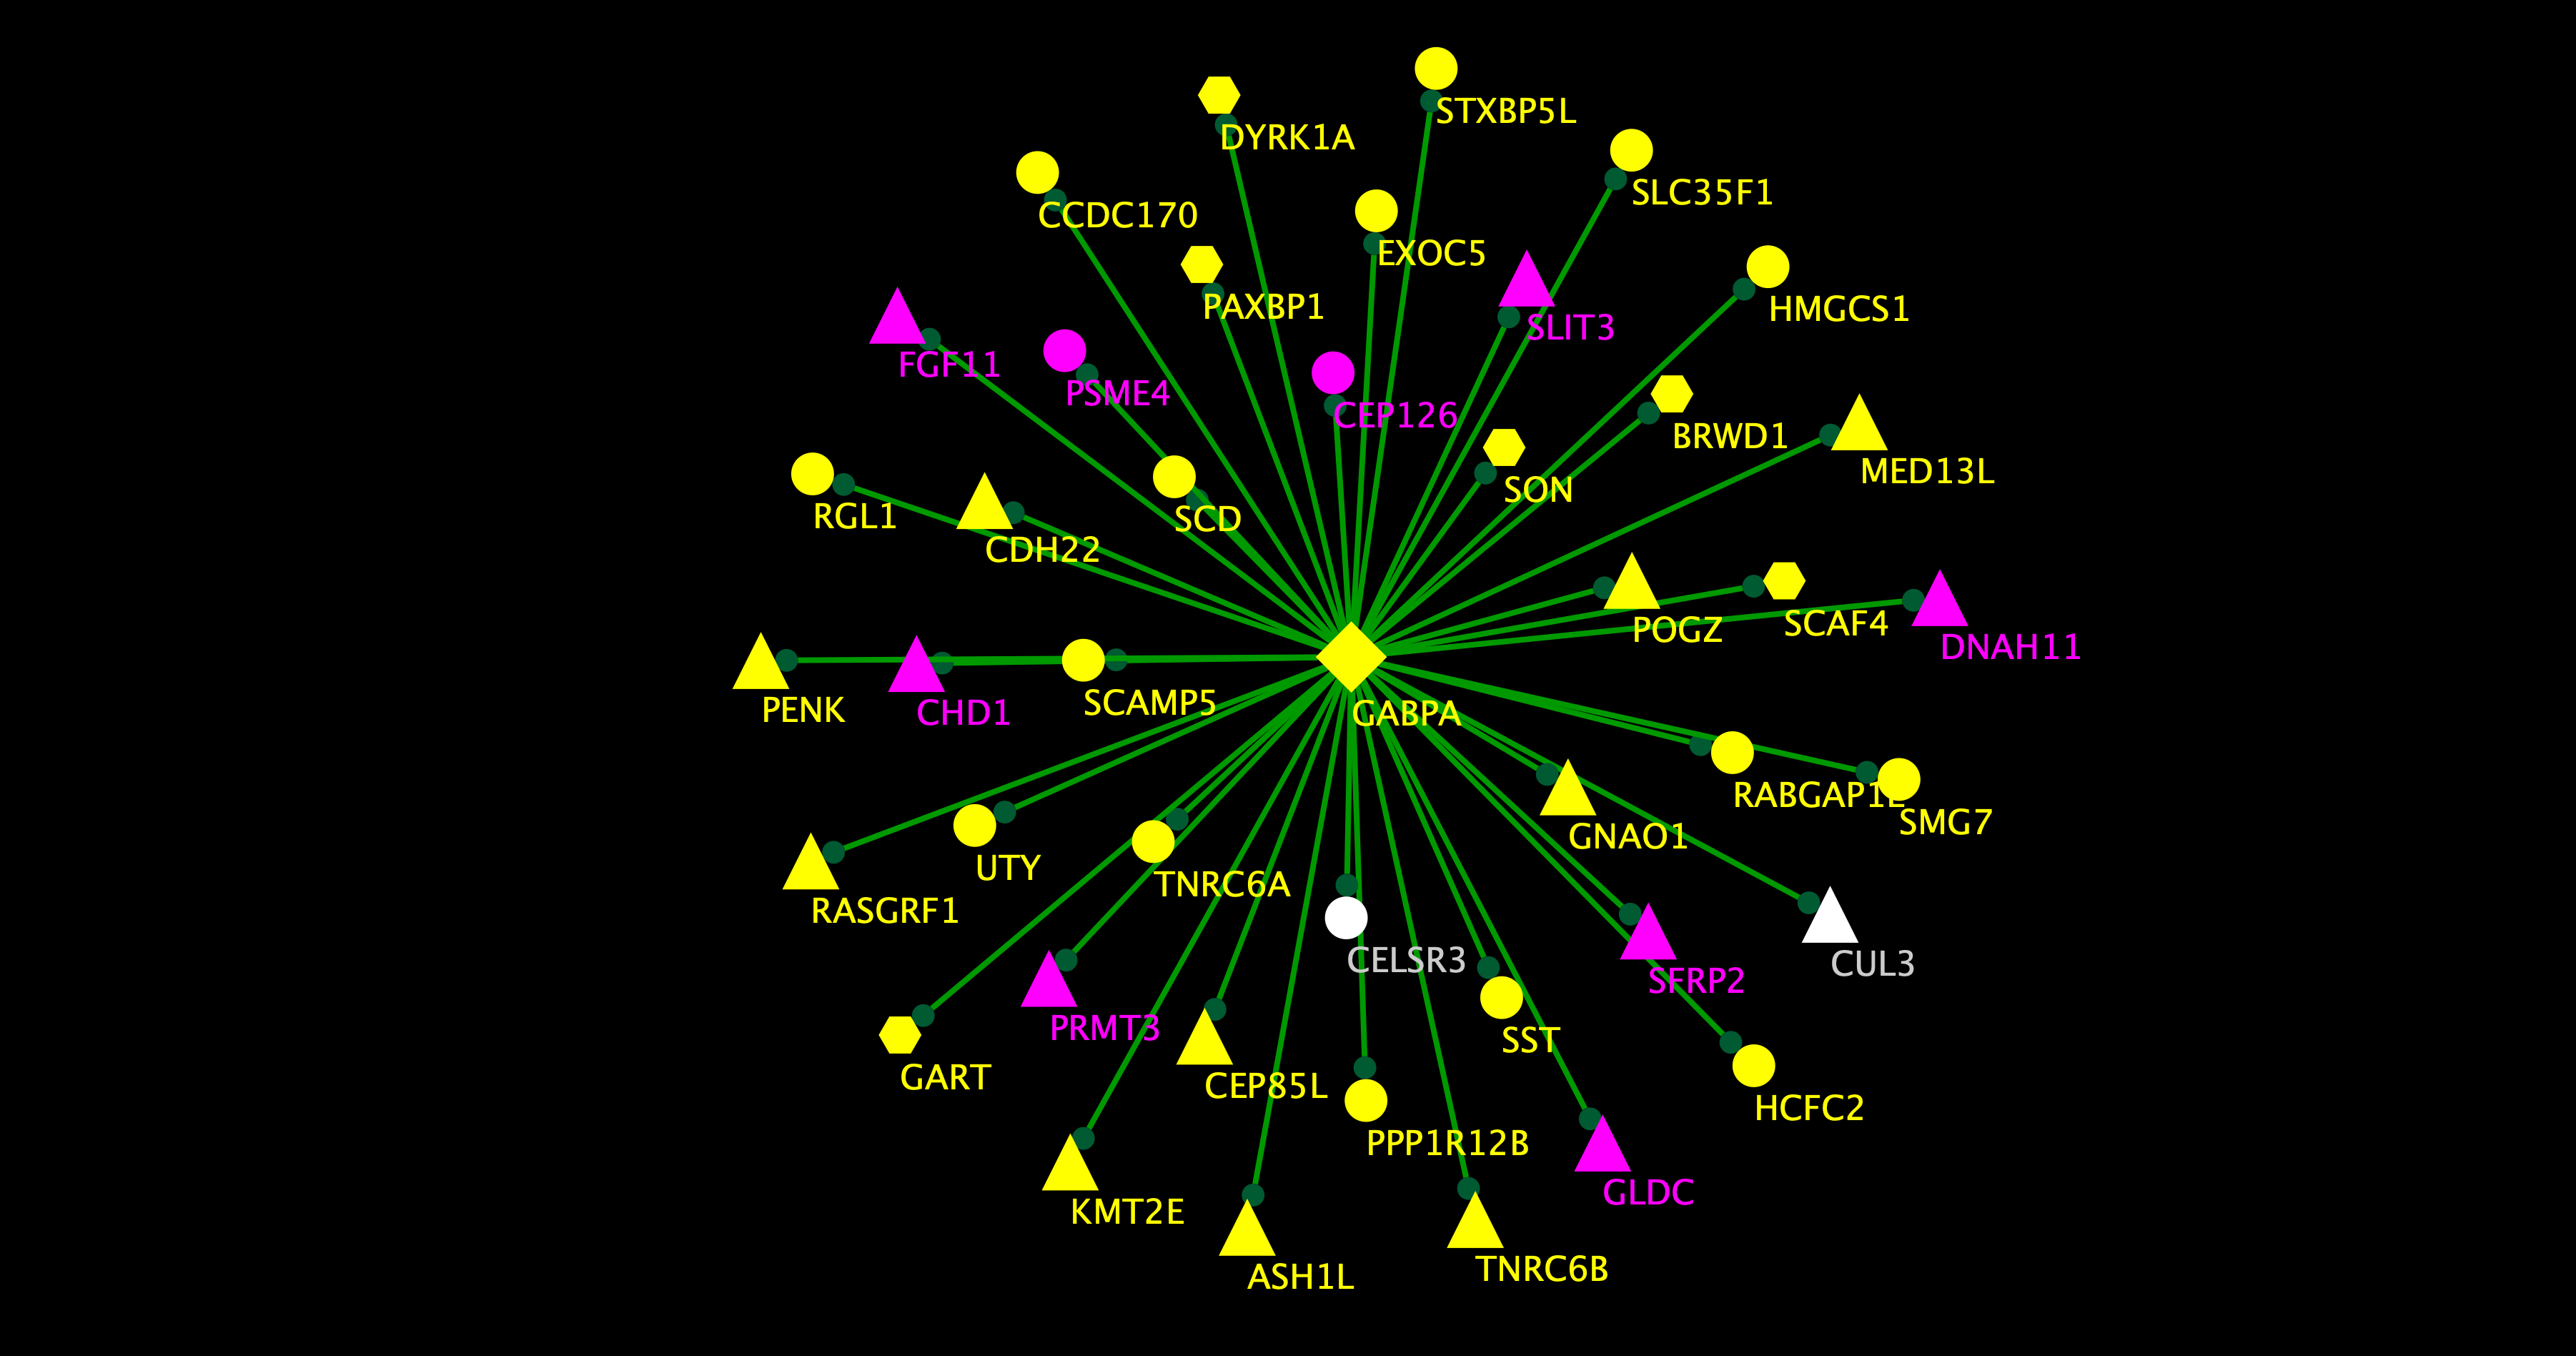 STXBP5L
DYRK1A
SLC35F1
CCDC170
EXOC5
PAXBP1
HMGCS1
SLIT3
FGF11
PSME4
CEP126
BRWD1
MED13L
SON
RGL1
SCD
CDH22
POGZ
SCAF4
DNAH11
PENK
CHD1
SCAMP5
GABPA
RABGAP1L
SMG7
GNAO1
UTY
TNRC6A
RASGRF1
CELSR3
CUL3
SFRP2
PRMT3
SST
GART
CEP85L
HCFC2
PPP1R12B
GLDC
KMT2E
TNRC6B
ASH1L